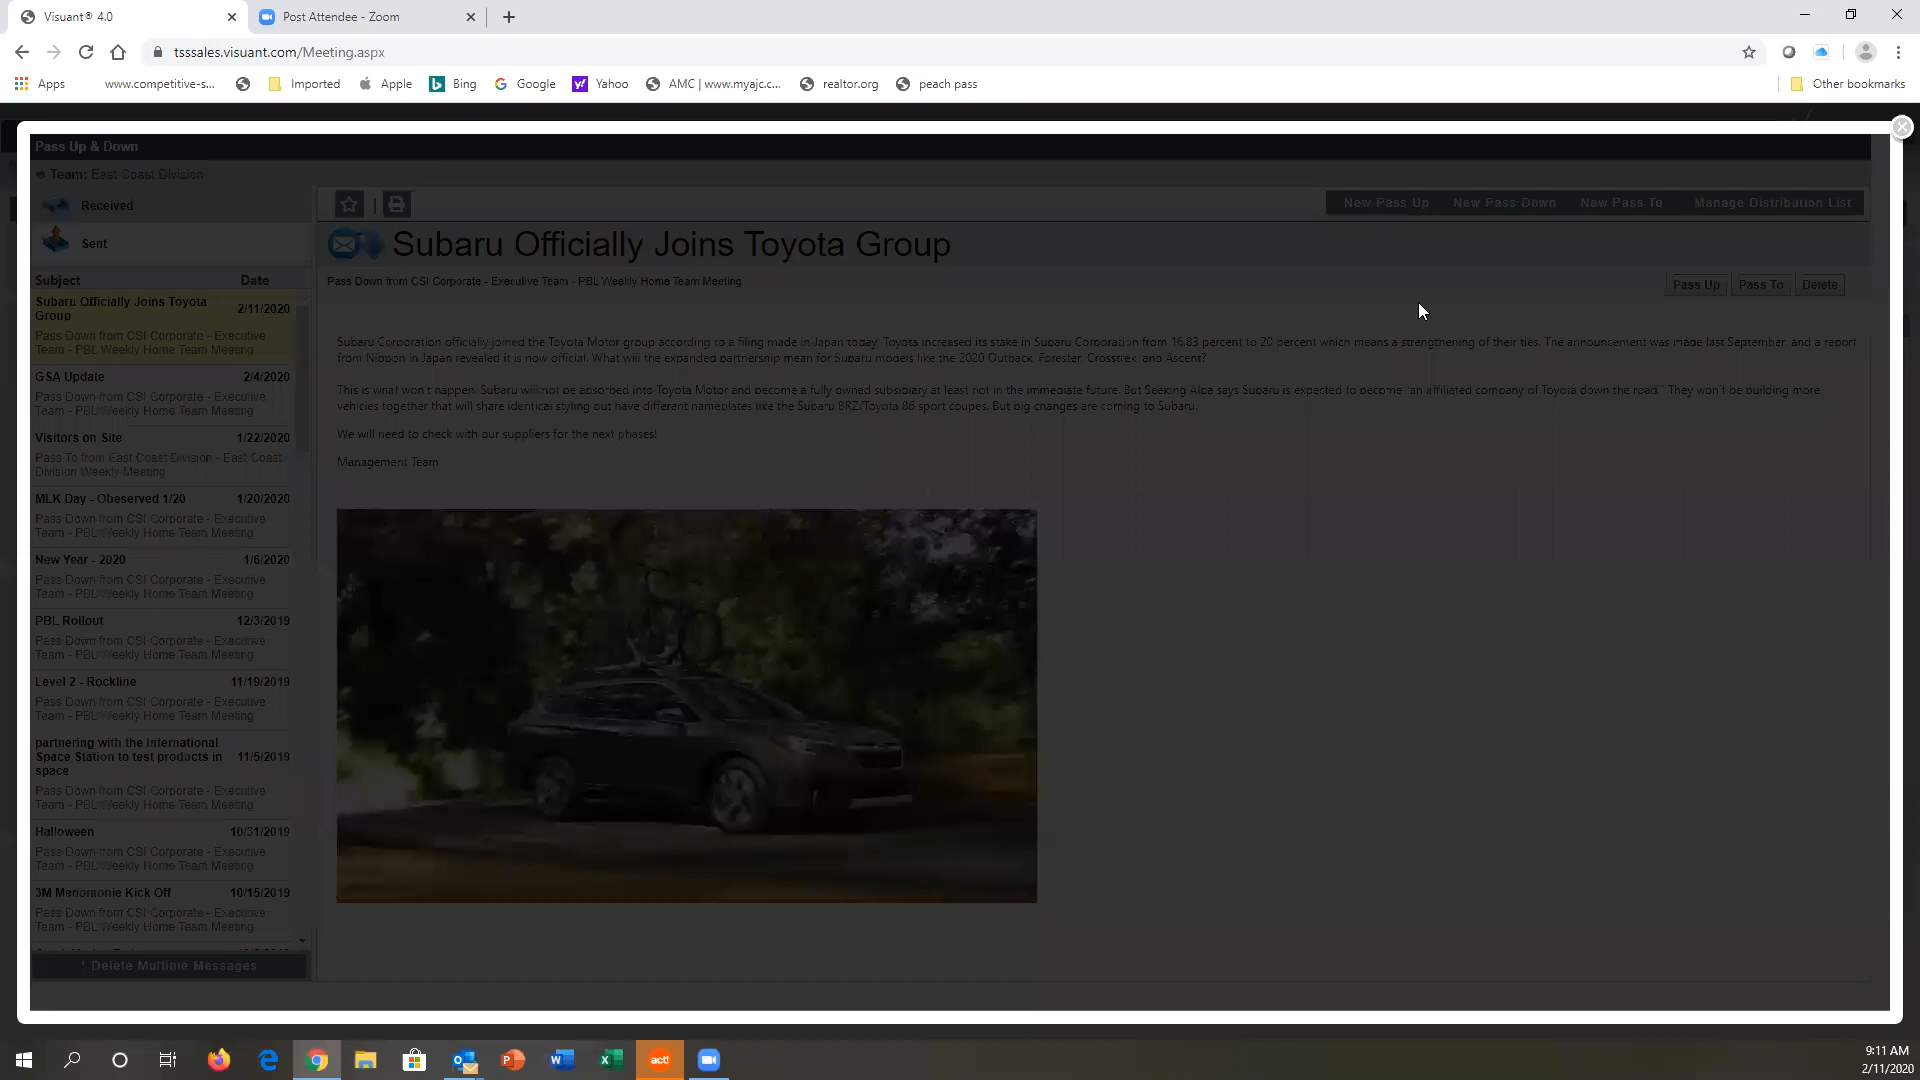 Visuant® 4.0
Post Attendee - Zoom
tsssales.visuant.com/Meeting.aspx
Apps
www.competitive-s...
Imported
Apple
Bing
Google
Yahoo
AMC | www.myajc.c...
realtor.org
peach pass
Other bookmarks
Pass Up & Down
Team: East Coast Division
Received
Sent
New Pass Up
New Pass Down
New Pass To
Manage Distribution List
Subaru Officially Joins Toyota Group
Pass Down from CSI Corporate - Executive Team - PBL Weekly Home Team Meeting
Pass Up
Pass To
Delete
Subject Date
Subaru Officially Joins Toyota
Group
2/11/2020
Pass Down from CSI Corporate - Executive
Team - PBL Weekly Home Team Meeting
GSA Update 2/4/2020
Pass Down from CSI Corporate - Executive
Team - PBL Weekly Home Team Meeting
Visitors on Site 1/22/2020
Pass To from East Coast Division - East Coast
Division Weekly Meeting
MLK Day - Obeserved 1/20 1/20/2020
Pass Down from CSI Corporate - Executive
Team - PBL Weekly Home Team Meeting
New Year - 2020 1/6/2020
Pass Down from CSI Corporate - Executive
Team - PBL Weekly Home Team Meeting
PBL Rollout 12/3/2019
Pass Down from CSI Corporate - Executive
Team - PBL Weekly Home Team Meeting
Level 2 - Rockline 11/19/2019
Pass Down from CSI Corporate - Executive
Team - PBL Weekly Home Team Meeting
partnering with the International
Space Station to test products in
space
11/5/2019
Pass Down from CSI Corporate - Executive
Team - PBL Weekly Home Team Meeting
Halloween 10/31/2019
Pass Down from CSI Corporate - Executive
Team - PBL Weekly Home Team Meeting
3M Menomonie Kick Off 10/15/2019
Pass Down from CSI Corporate - Executive
Team - PBL Weekly Home Team Meeting
Delete Multiple Messages
Subaru Corporation officially joined the Toyota Motor group according to a filing made in Japan today. Toyota increased its stake in Subaru Corporation from 16.83 percent to 20 percent which means a strengthening of their ties. The announcement was made last September, and a report
from Nippon in Japan revealed it is now official. What will the expanded partnership mean for Subaru models like the 2020 Outback, Forester, Crosstrek, and Ascent?
This is what won't happen. Subaru will not be absorbed into Toyota Motor and become a fully owned subsidiary at least not in the immediate future. But Seeking Alpa says Subaru is expected to become "an affiliated company of Toyota down the road." They won't be building more
vehicles together that will share identical styling but have different nameplates like the Subaru BRZ/Toyota 86 sport coupes. But big changes are coming to Subaru.
We will need to check with our suppliers for the next phases!
Management Team
act!
9:11 AM
2/11/2020